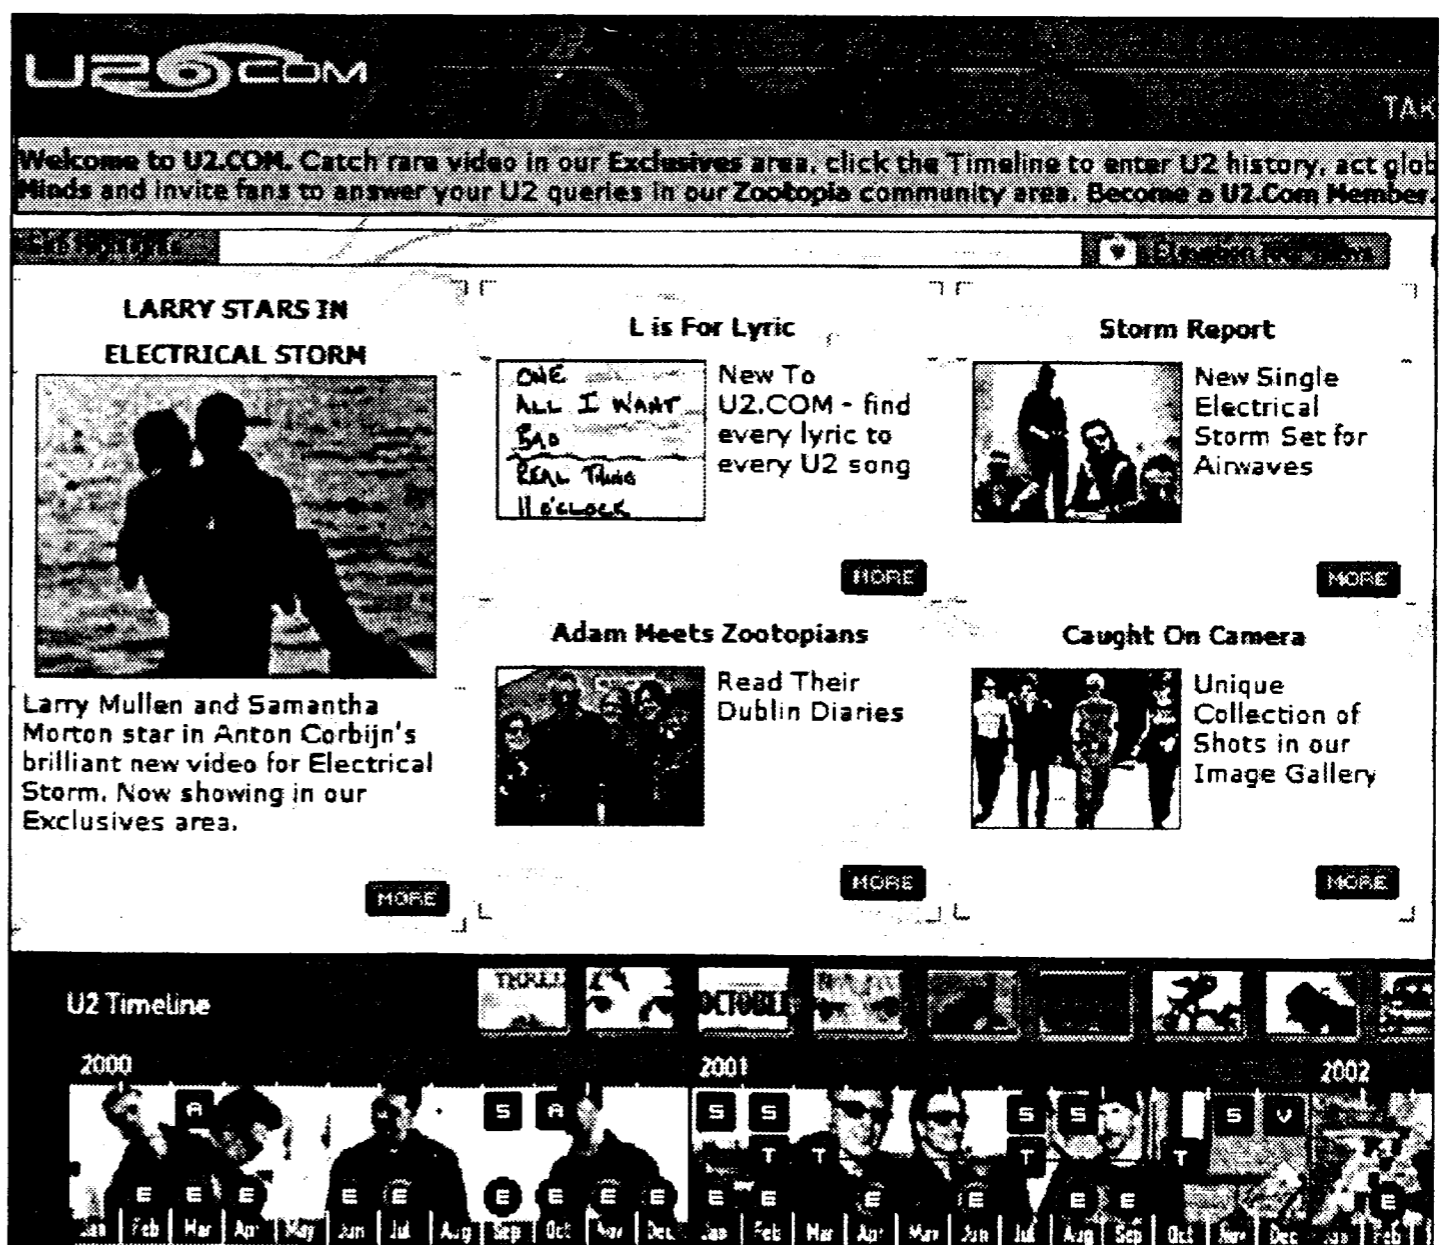 U2.COM
TAK
Welcome to U2.COM. Catch rare video in our Exclusives area, click the Timeline to enter U2 history, act glob
Minds and invite fans to answer your U2 queries in our Zootopia community area. Become a U2.Com Member.
LARRY STARS IN
ELECTRICAL STORM
Larry Mullen and Samantha
Morton star in Anton Corbijn's
brilliant new video for Electrical
Storm. Now showing in our
Exclusives area.
MORE
L is For Lyric
ONE
ALL I WANT
BAD
REAL THING
11 O'CLOCK
New To
U2.COM - find
every lyric to
every U2 song
MORE
Storm Report
New Single
Electrical
Storm Set for
Airwaves
MORE
Adam Meets Zootopians
Read Their
Dublin Diaries
MORE
Caught On Camera
Unique
Collection of
Shots in our
Image Gallery
MORE
U2 Timeline
THREE
OCTOBER
2000 2001 2002
A S A S S S S S V
T T T T
E E E E E E E E E E E E E E E E
Jan Feb Mar Apr May Jun Jul Aug Sep Oct Nov Dec Jan Feb Mar Apr May Jun Jul Aug Sep Oct Nov Dec Jan Feb